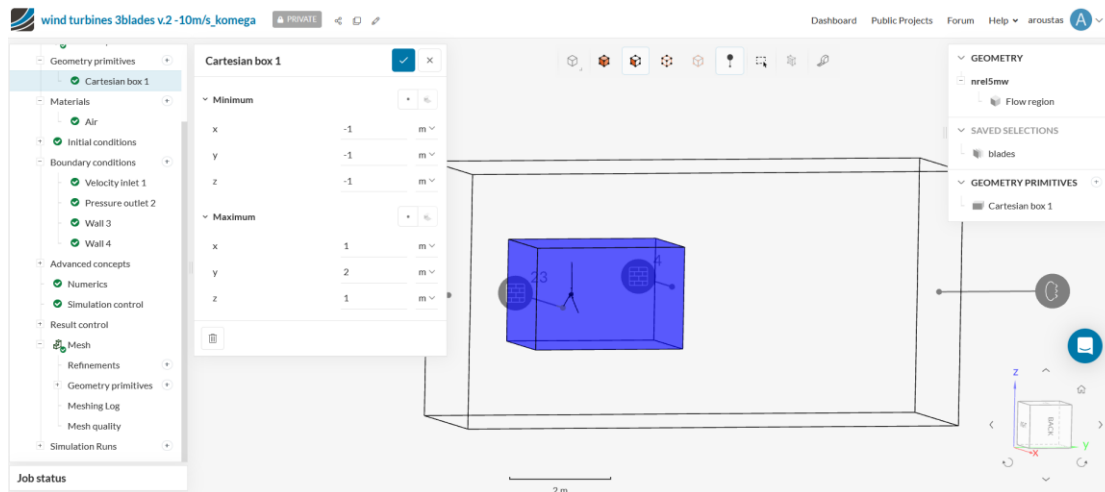 wind turbines 3blades v.2 -10m/s_komega
PRIVATE
Dashboard Public Projects Forum Help aroustas A
Geometry primitives
Cartesian box 1
Materials
Air
Initial conditions
Boundary conditions
Velocity inlet 1
Pressure outlet 2
Wall 3
Wall 4
Advanced concepts
Numerics
Simulation control
Result control
Mesh
Refinements
Geometry primitives
Meshing Log
Mesh quality
Simulation Runs
Job status
Cartesian box 1
Minimum
x -1 m
y -1 m
z -1 m
Maximum
x 1 m
y 2 m
z 1 m
23
4
2 m
GEOMETRY
nrel5mw
Flow region
SAVED SELECTIONS
blades
GEOMETRY PRIMITIVES
Cartesian box 1
z
BACK
-x
y